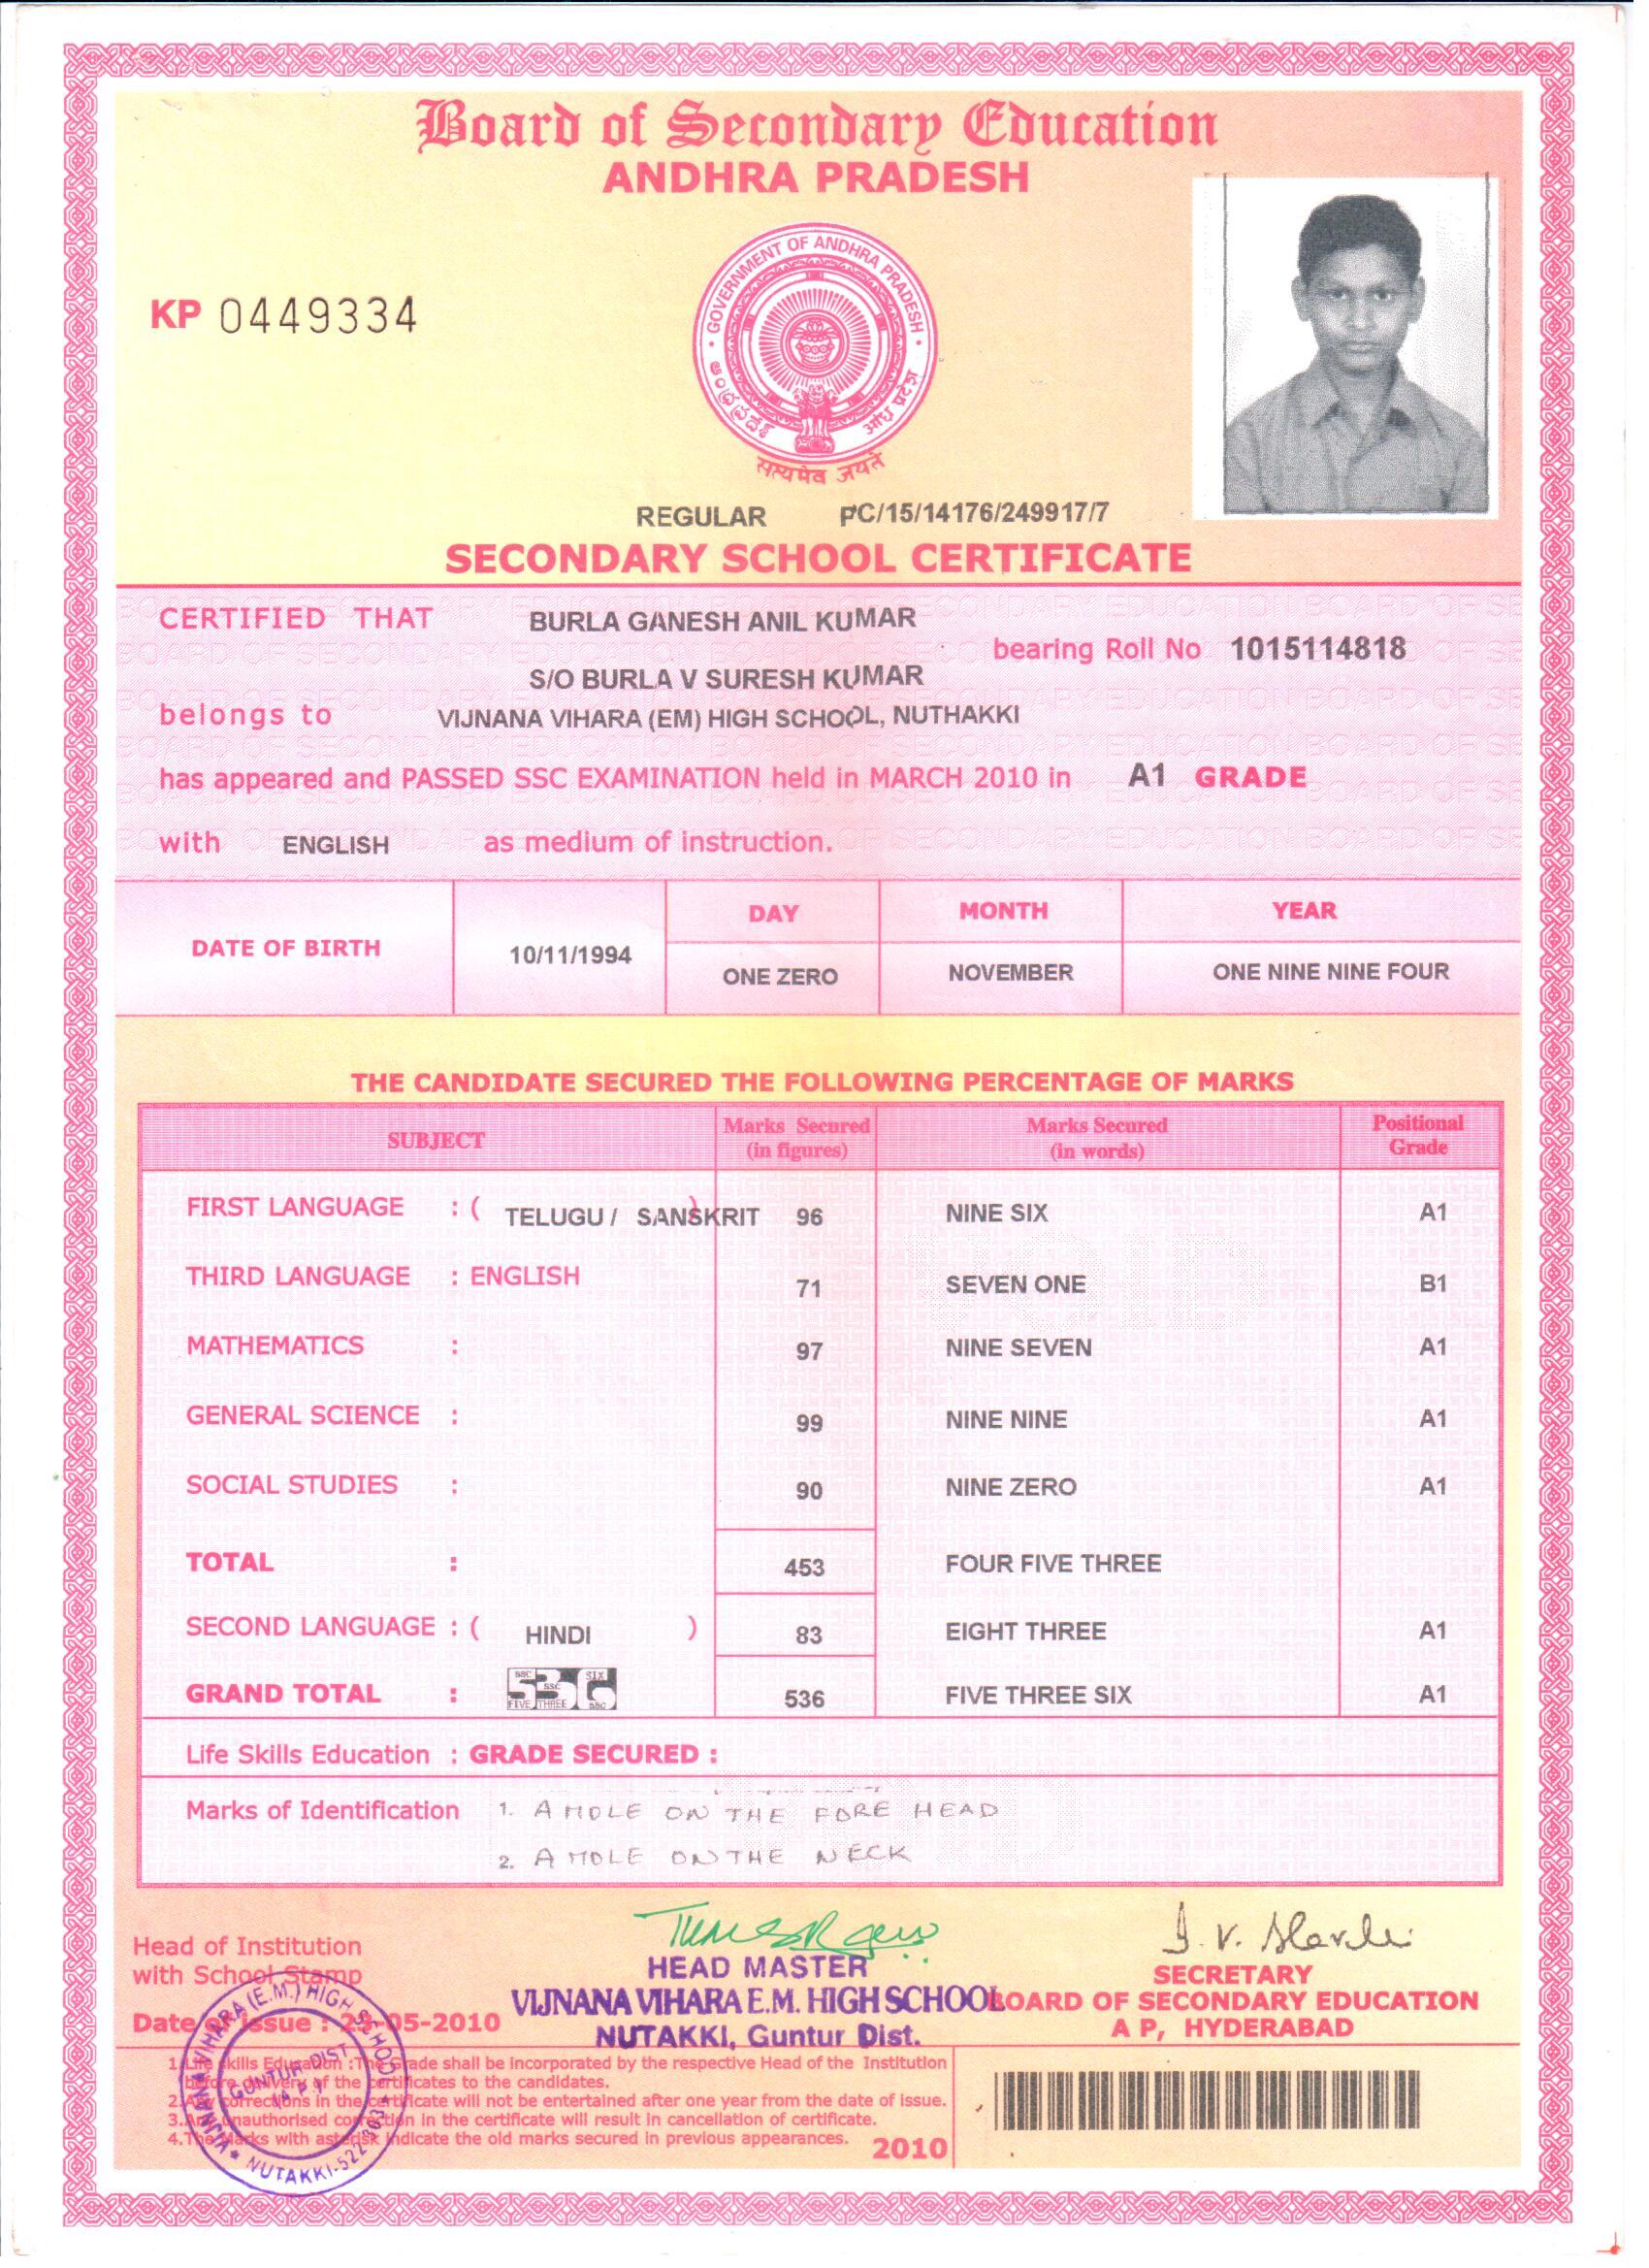 Board of Secondary Education
ANDHRA PRADESH
GOVERNMENT OF ANDHRA PRADESH
ఆంధ్రప్రదేశ్
आंध्र प्रदेश
सत्यमेव जयते
KP 0449334
REGULAR PC/15/14176/249917/7
SECONDARY SCHOOL CERTIFICATE
CERTIFIED THAT BURLA GANESH ANIL KUMAR
bearing Roll No 1015114818
S/O BURLA V SURESH KUMAR
belongs to VIJNANA VIHARA (EM) HIGH SCHOOL, NUTHAKKI
has appeared and PASSED SSC EXAMINATION held in MARCH 2010 in A1 GRADE
with ENGLISH as medium of instruction.
DATE OF BIRTH 10/11/1994 DAY MONTH YEAR
ONE ZERO NOVEMBER ONE NINE NINE FOUR
THE CANDIDATE SECURED THE FOLLOWING PERCENTAGE OF MARKS
SUBJECT Marks Secured (in figures) Marks Secured (in words) Positional Grade
FIRST LANGUAGE : ( TELUGU / SANSKRIT ) 96 NINE SIX A1
THIRD LANGUAGE : ENGLISH 71 SEVEN ONE B1
MATHEMATICS : 97 NINE SEVEN A1
GENERAL SCIENCE : 99 NINE NINE A1
SOCIAL STUDIES : 90 NINE ZERO A1
TOTAL : 453 FOUR FIVE THREE
SECOND LANGUAGE : ( HINDI ) 83 EIGHT THREE A1
GRAND TOTAL : 536 536 FIVE THREE SIX A1
Life Skills Education : GRADE SECURED :
Marks of Identification 1. A MOLE ON THE FORE HEAD
2. A MOLE ON THE NECK
Head of Institution
with School Stamp
Date of issue : 25-05-2010
HEAD MASTER
VIJNANA VIHARA E.M. HIGH SCHOOL
NUTAKKI, Guntur Dist.
SECRETARY
BOARD OF SECONDARY EDUCATION
A P, HYDERABAD
1.Life skills Education :The Grade shall be incorporated by the respective Head of the Institution
before delivery of the certificates to the candidates.
2.Any corrections in the certificate will not be entertained after one year from the date of issue.
3.Any unauthorised correction in the certificate will result in cancellation of certificate.
4.The Marks with asterisk indicate the old marks secured in previous appearances.
2010
VIJNANA VIHARA (E.M.) HIGH SCHOOL
GUNTUR DIST
(A.P.)
NUTAKKI-522 303